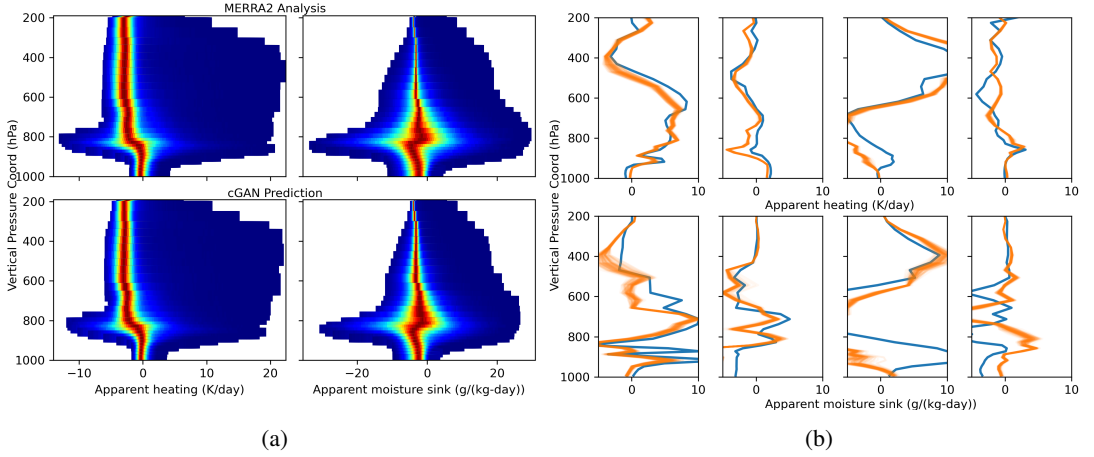 MERRA2 Analysis
200
400
600
800
1000
cGAN Prediction
200
400
600
800
1000
Vertical Pressure Coord (hPa)
−10 0 10 20
Apparent heating (K/day)
−20 0 20
Apparent moisture sink (g/(kg-day))
(a)
200
400
600
800
1000
0 10 0 10 0 10 0 10
Apparent heating (K/day)
200
400
600
800
1000
Vertical Pressure Coord (hPa)
0 10 0 10 0 10 0 10
Apparent moisture sink (g/(kg-day))
(b)